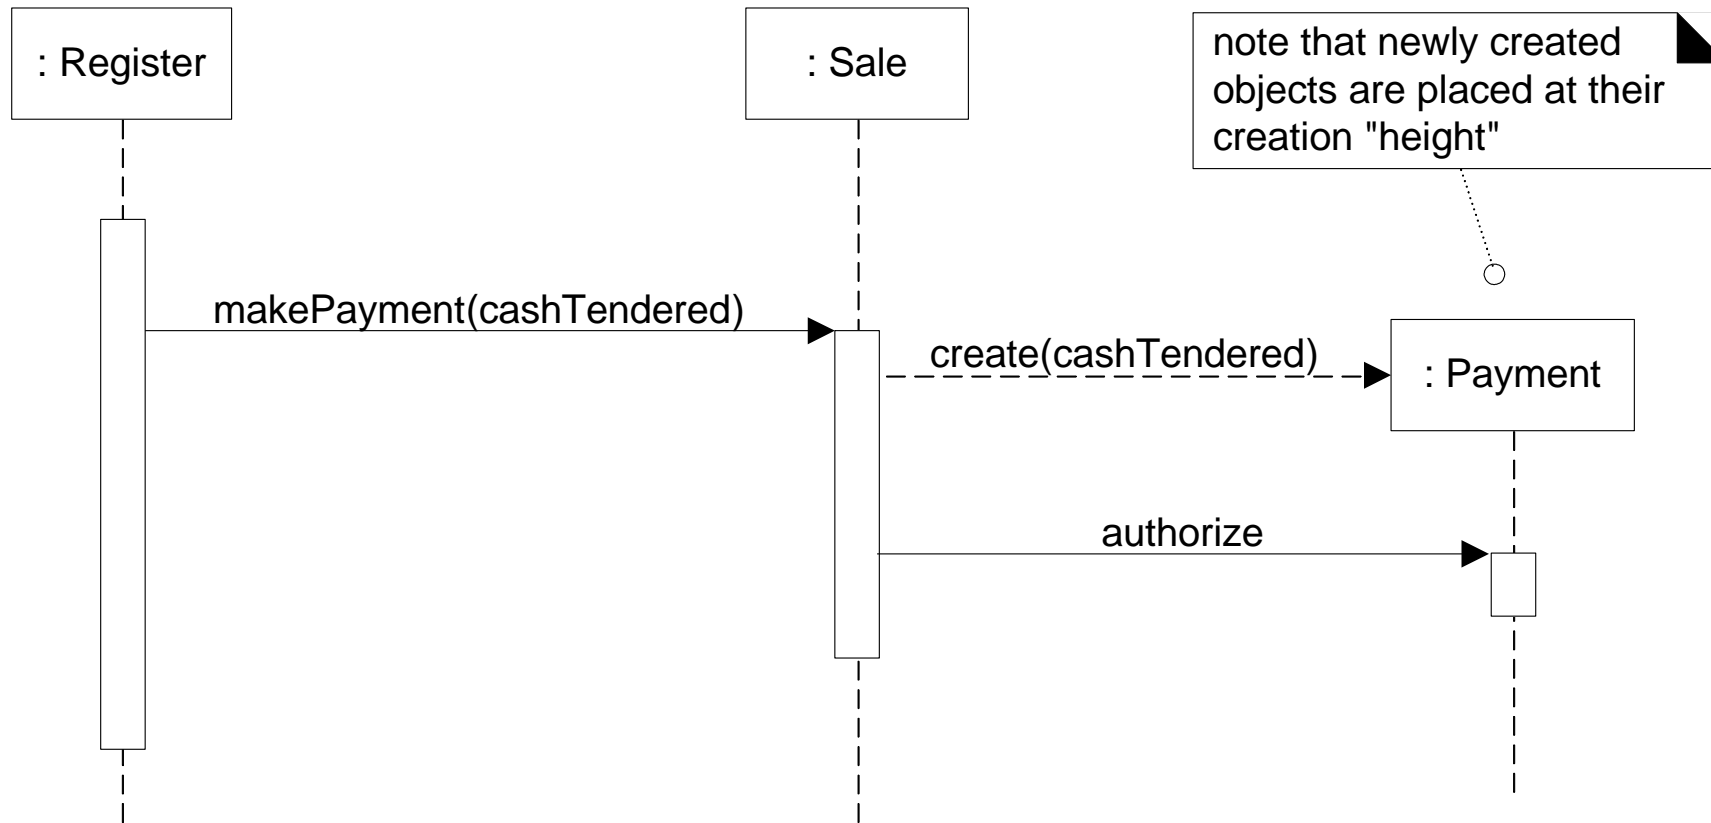 : Register
: Sale
note that newly created
objects are placed at their
creation "height"
makePayment(cashTendered)
create(cashTendered)
: Payment
authorize